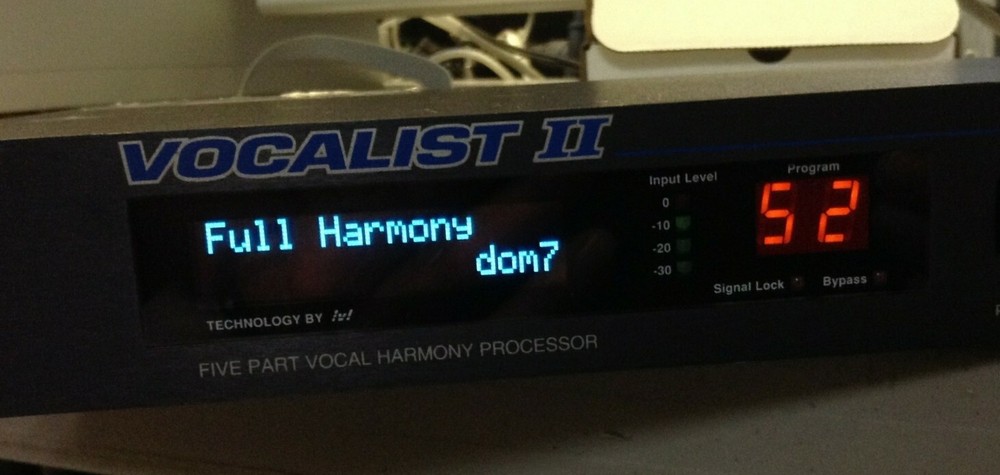 VOCALIST II
Full Harmony
dom7
Input Level
0
-10
-20
-30
Program
52
Signal Lock
Bypass
TECHNOLOGY BY IVL
FIVE PART VOCAL HARMONY PROCESSOR